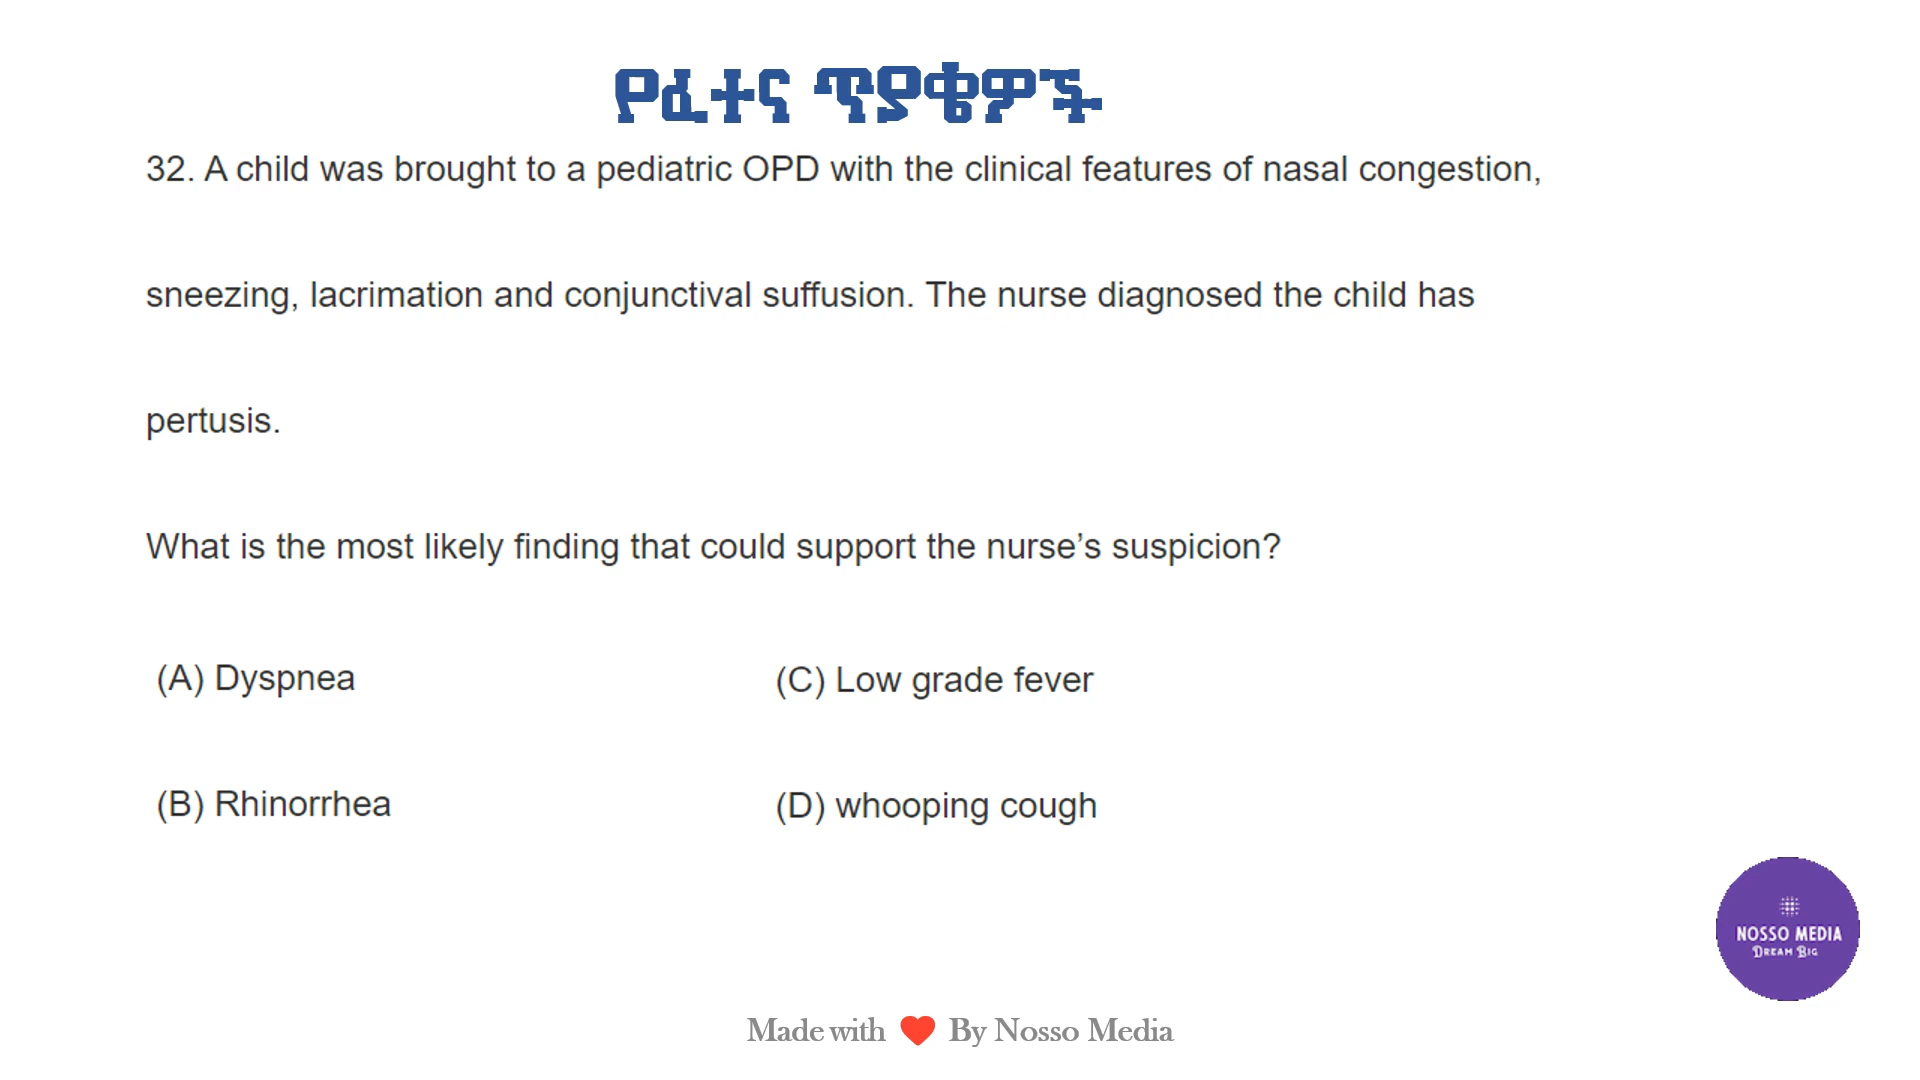 የፈተና ጥያቄዎች
32. A child was brought to a pediatric OPD with the clinical features of nasal congestion,
sneezing, lacrimation and conjunctival suffusion. The nurse diagnosed the child has
pertusis.
What is the most likely finding that could support the nurse’s suspicion?
(A) Dyspnea
(C) Low grade fever
(B) Rhinorrhea
(D) whooping cough
NOSSO MEDIA
DREAM BIG
Made with ❤ By Nosso Media